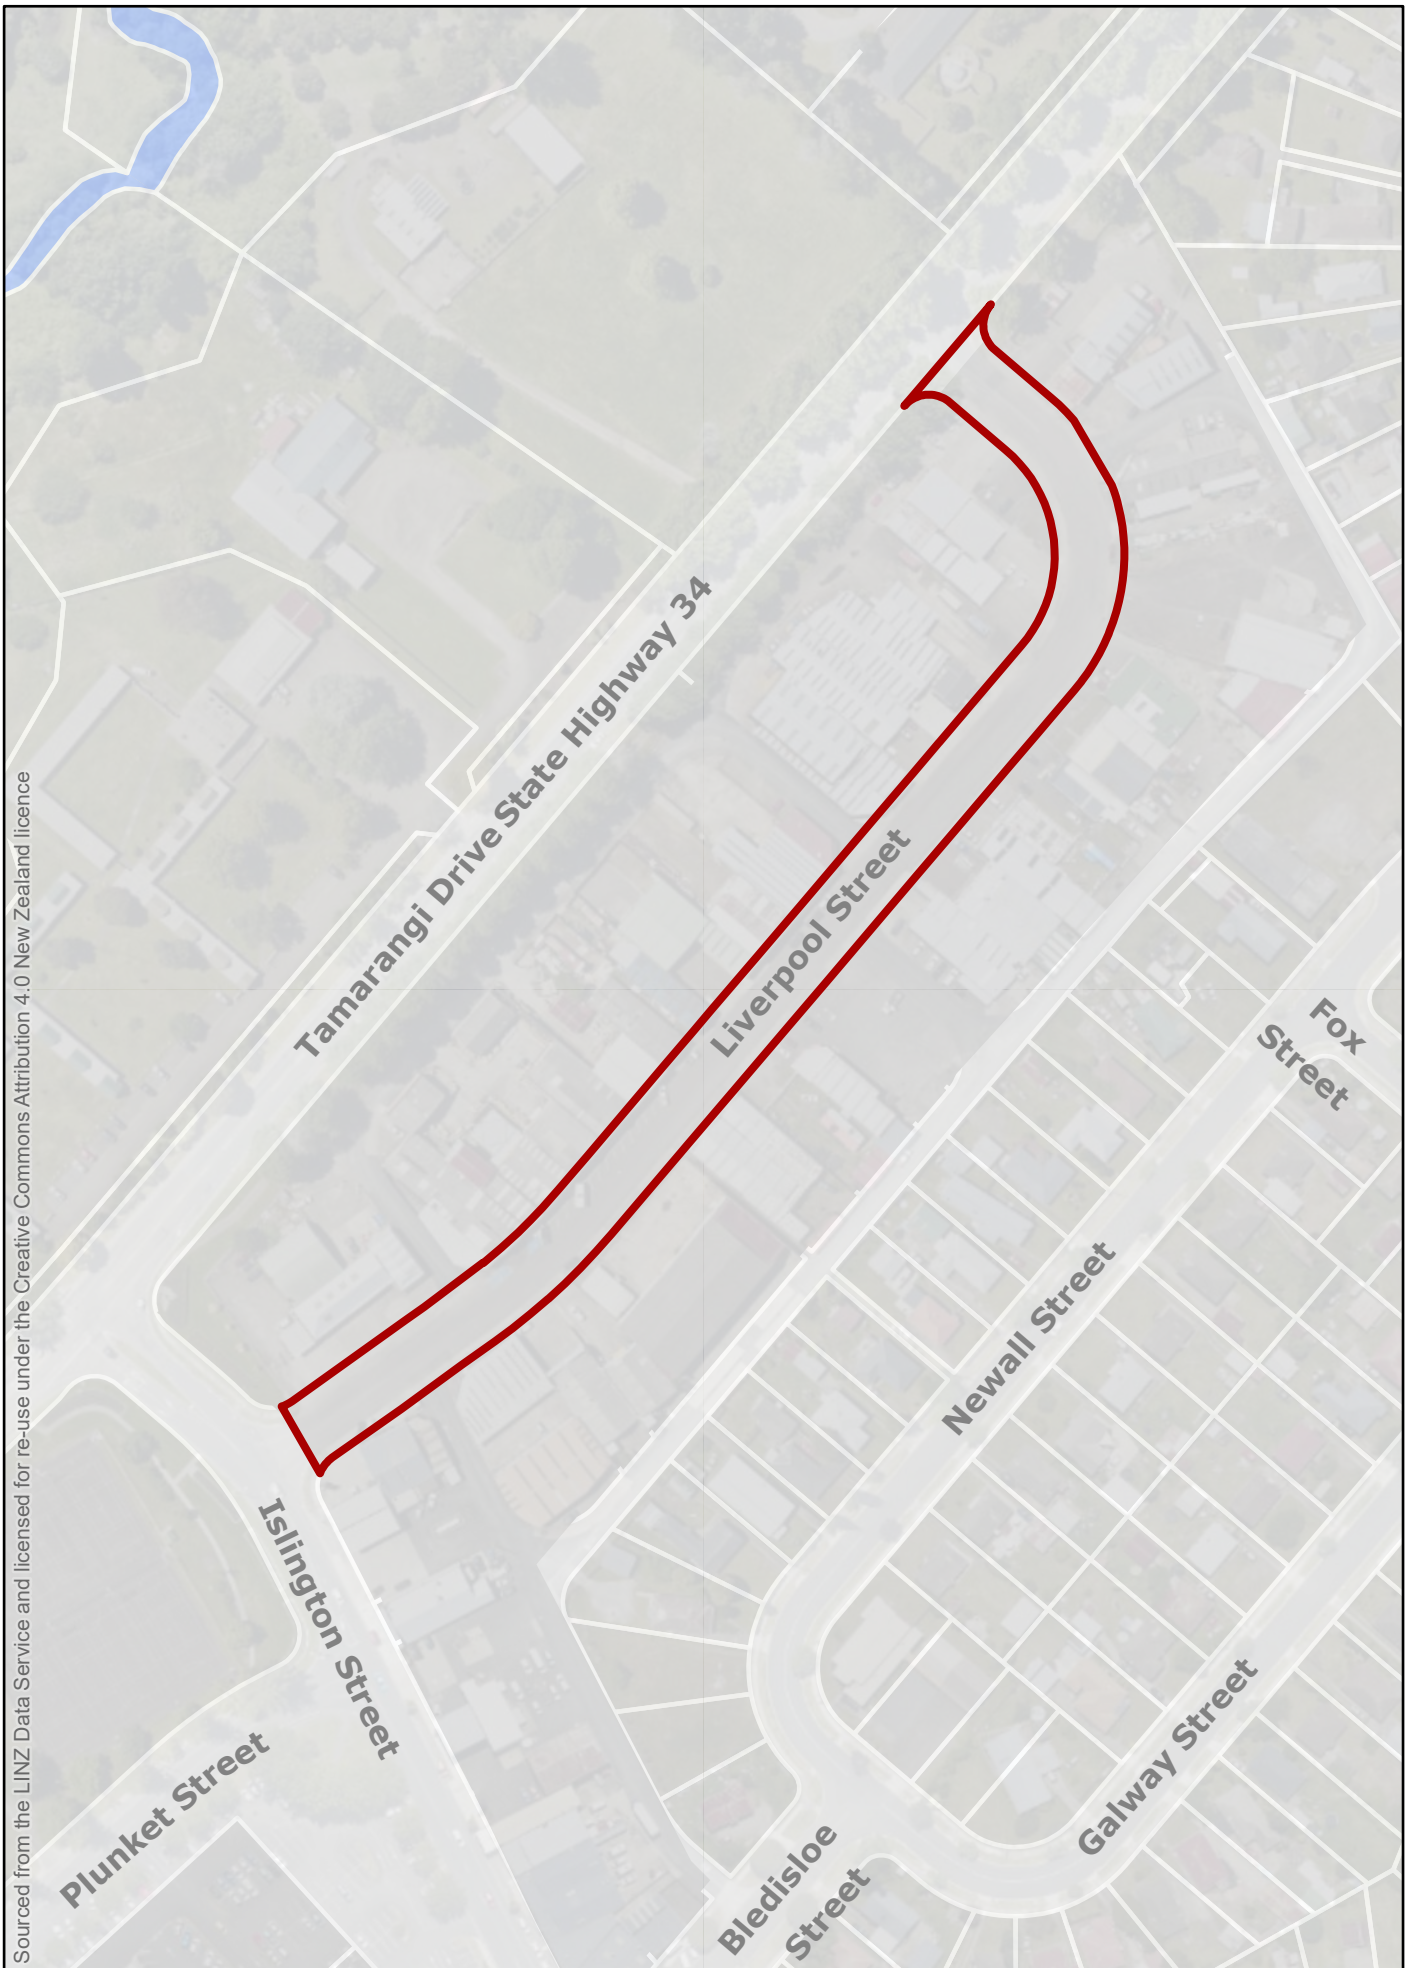 Tamarangi Drive State Highway 34
Liverpool Street
Fox
Street
Newall Street
Islington Street
Plunket Street
Galway Street
Bledisloe
Street
Sourced from the LINZ Data Service and licensed for re-use under the Creative Commons Attribution 4.0 New Zealand licence